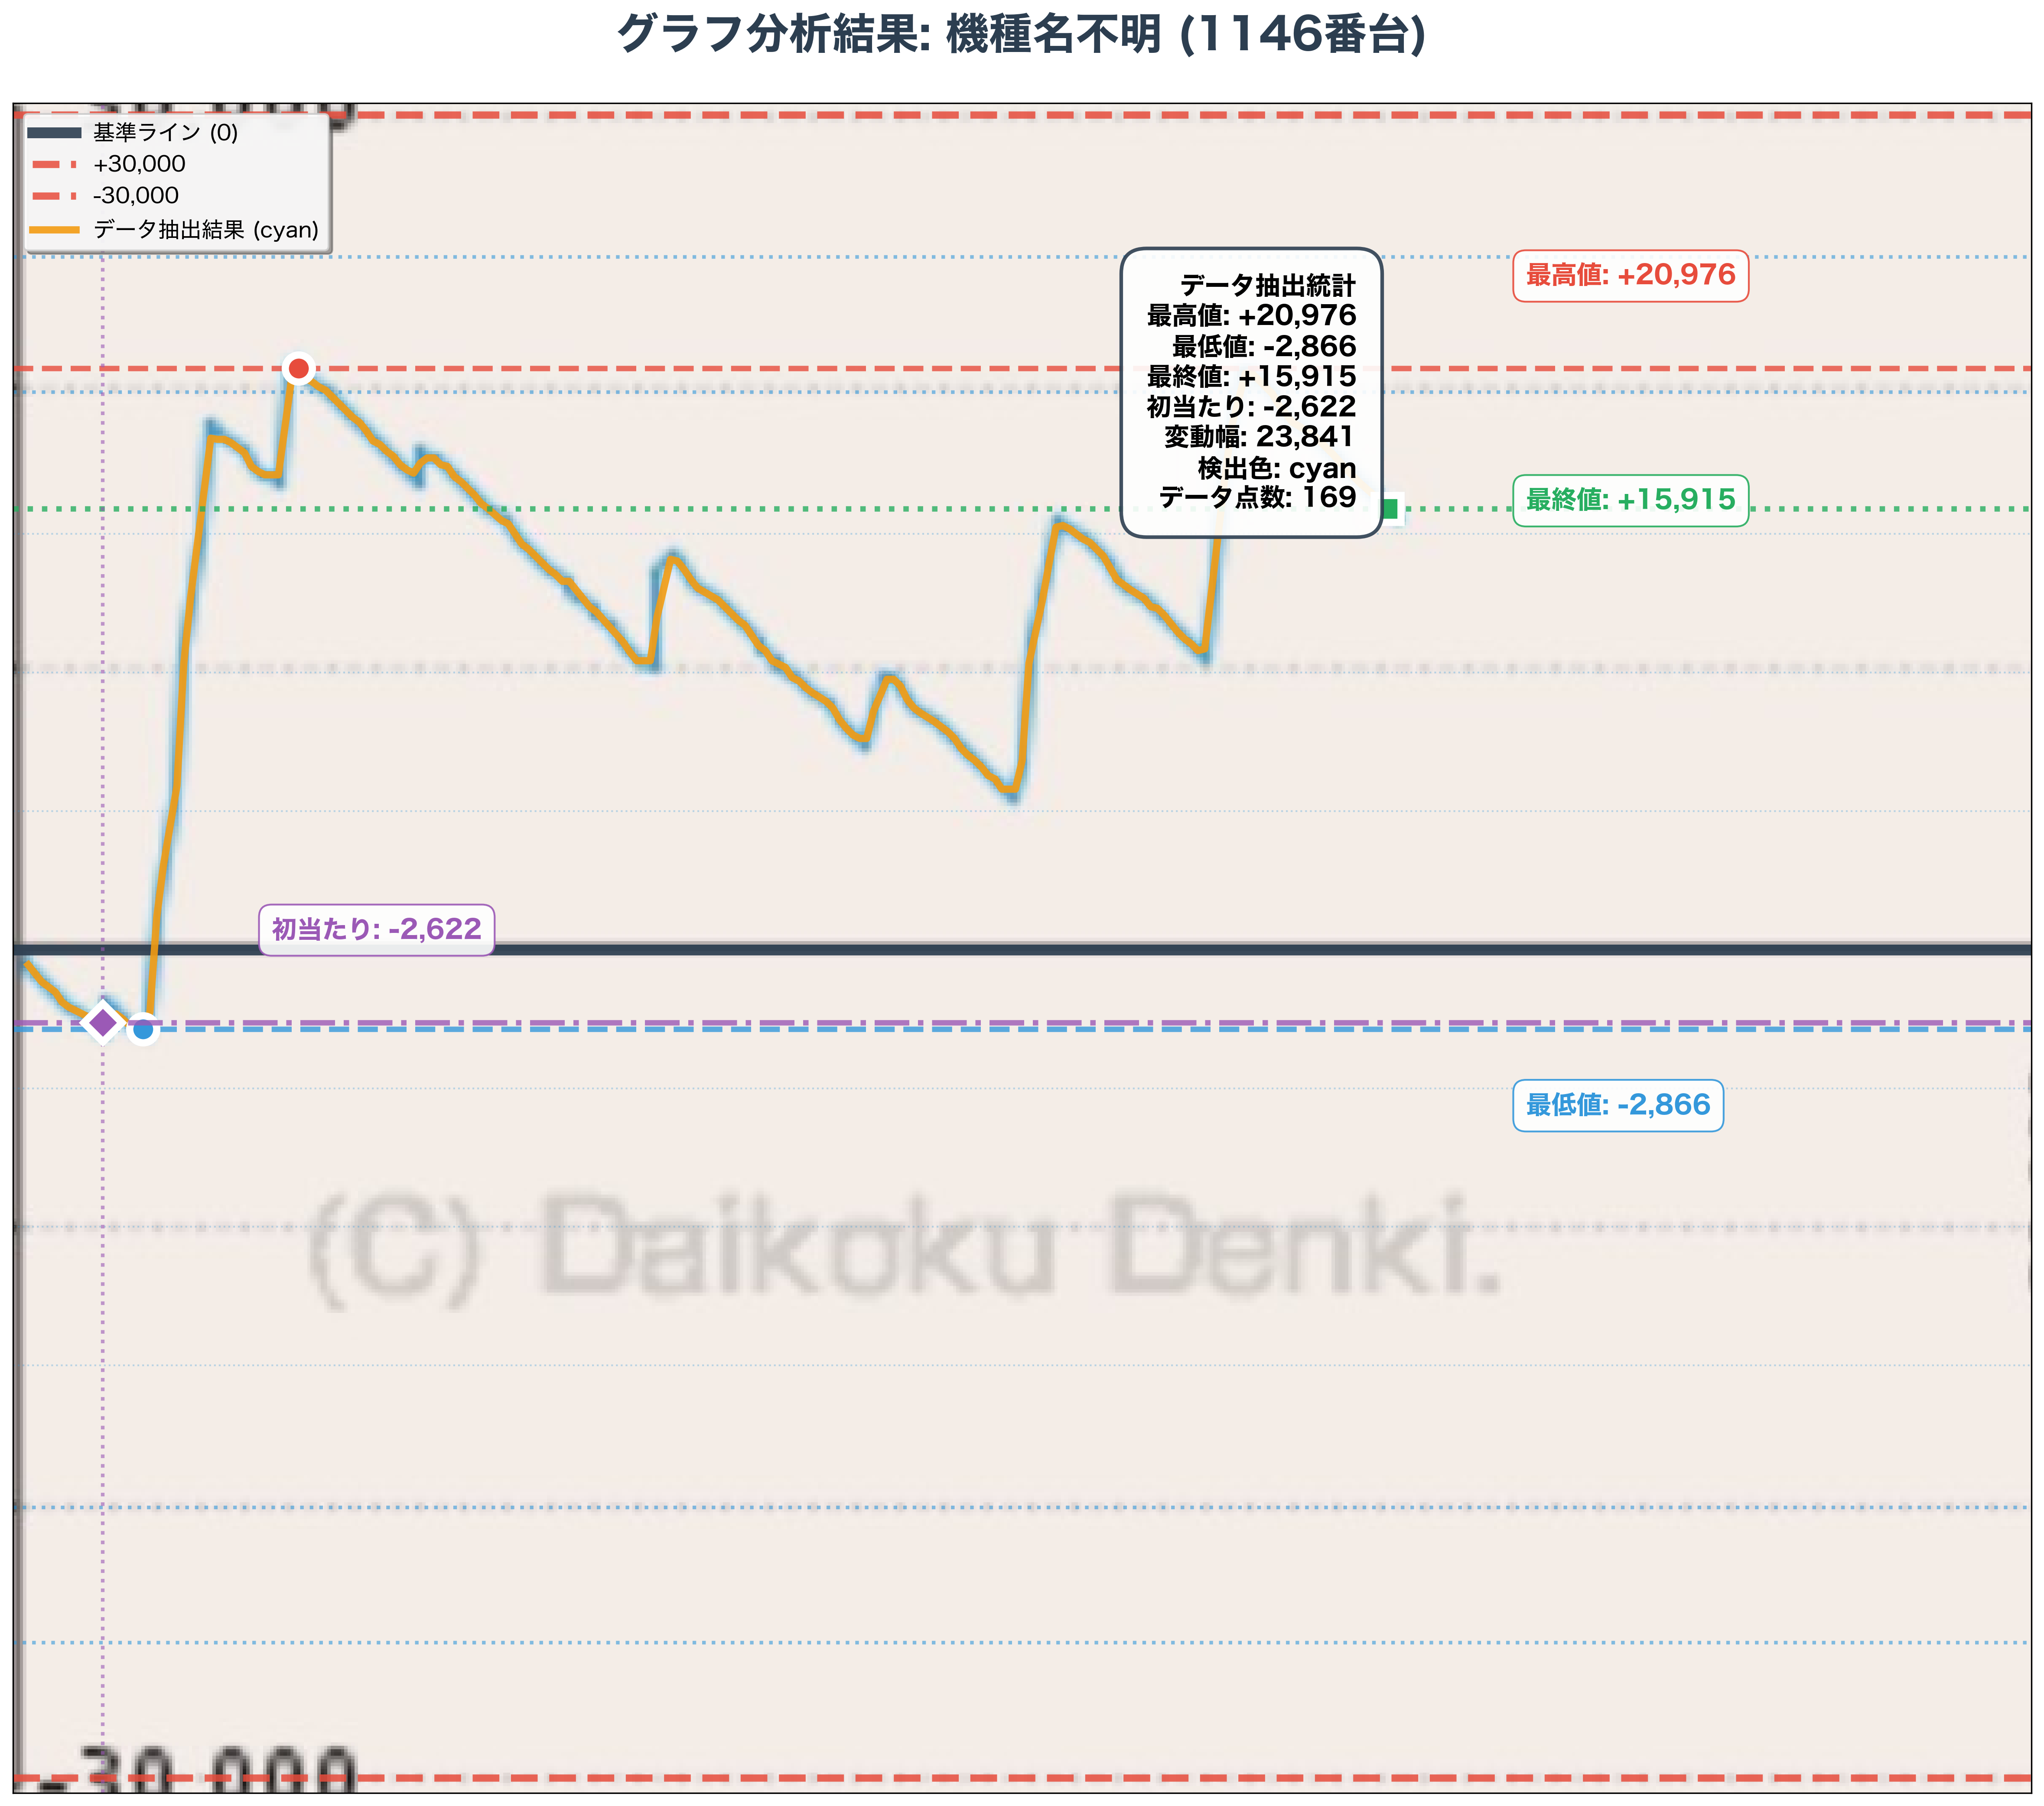 グラフ分析結果: 機種名不明 (1146番台)
基準ライン (0)
+30,000
-30,000
データ抽出結果 (cyan)
データ抽出統計
最高値: +20,976
最低値: -2,866
最終値: +15,915
初当たり: -2,622
変動幅: 23,841
検出色: cyan
データ点数: 169
最高値: +20,976
最終値: +15,915
初当たり: -2,622
最低値: -2,866
(C) Daikoku Denki.
-30,000